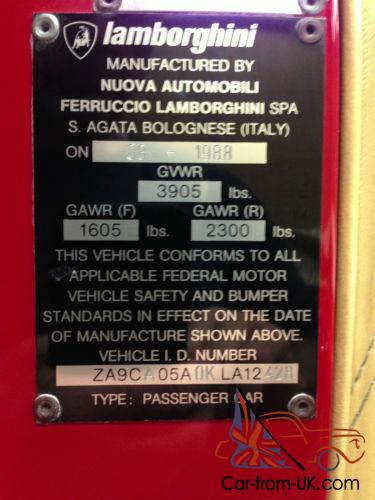 lamborghini
MANUFACTURED BY
NUOVA AUTOMOBILI
FERRUCCIO LAMBORGHINI SPA
S. AGATA BOLOGNESE (ITALY)
ON 06 - 1988
GVWR
3905 lbs.
GAWR (F) GAWR (R)
1605 lbs. 2300 lbs.
THIS VEHICLE CONFORMS TO ALL
APPLICABLE FEDERAL MOTOR
VEHICLE SAFETY AND BUMPER
STANDARDS IN EFFECT ON THE DATE
OF MANUFACTURE SHOWN ABOVE.
VEHICLE I.D. NUMBER
ZA9CA05A0KLA12428
TYPE: PASSENGER CAR
Car-from-UK.com